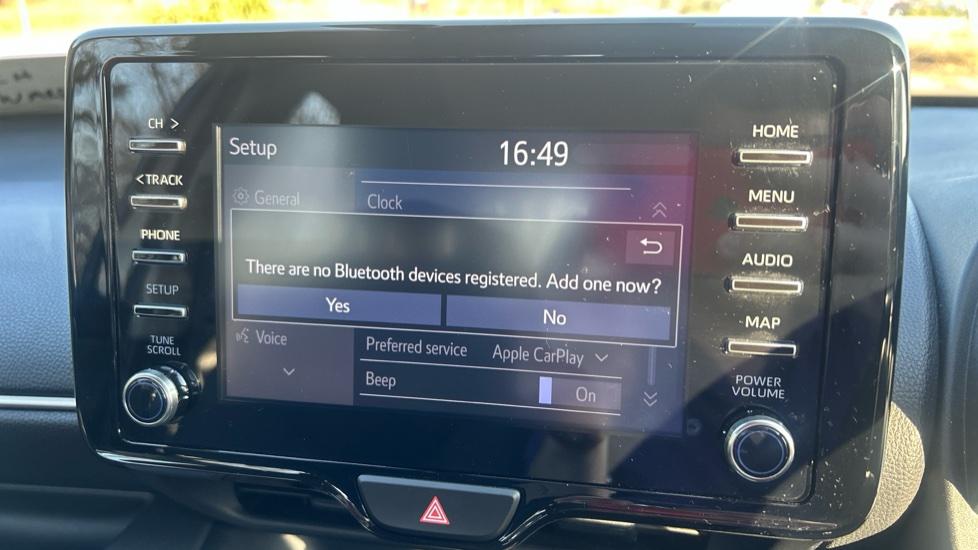 CH >
< TRACK
PHONE
SETUP
TUNE
SCROLL
Setup
16:49
General
Clock
There are no Bluetooth devices registered. Add one now?
Yes
No
Voice
Preferred service Apple CarPlay
Beep
On
HOME
MENU
AUDIO
MAP
POWER
VOLUME